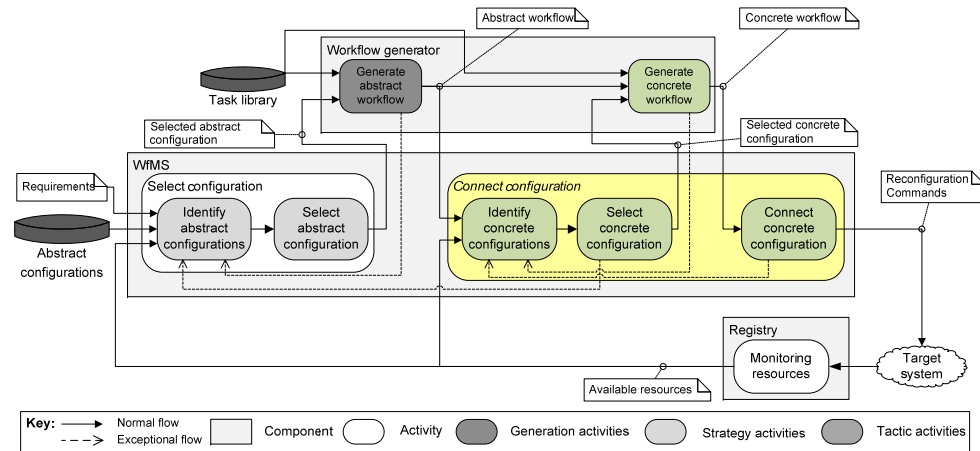 Abstract workflow
Concrete workflow
Workflow generator
Generate
abstract
workflow
Generate
concrete
workflow
Task library
Selected abstract
configuration
Selected concrete
configuration
WfMS
Requirements
Select configuration
Connect configuration
Reconfiguration
Commands
Identify
abstract
configurations
Select
abstract
configuration
Identify
concrete
configurations
Select
concrete
configuration
Connect
concrete
configuration
Abstract
configurations
Registry
Monitoring
resources
Target
system
Available resources
Key:
Normal flow
Exceptional flow
Component
Activity
Generation activities
Strategy activities
Tactic activities